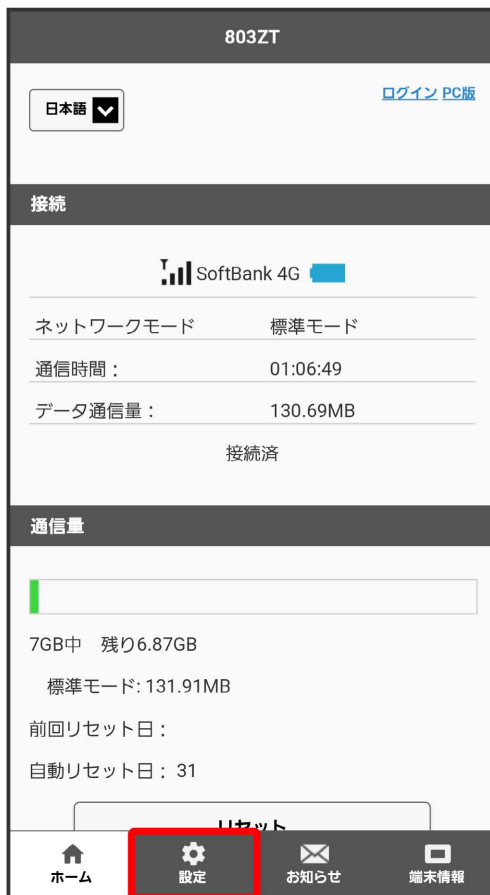 803ZT
日本語
ログイン PC版
接続
SoftBank 4G
ネットワークモード 標準モード
通信時間： 01:06:49
データ通信量： 130.69MB
接続済
通信量
7GB中 残り6.87GB
標準モード: 131.91MB
前回リセット日：
自動リセット日： 31
リセット
ホーム 設定 お知らせ 端末情報